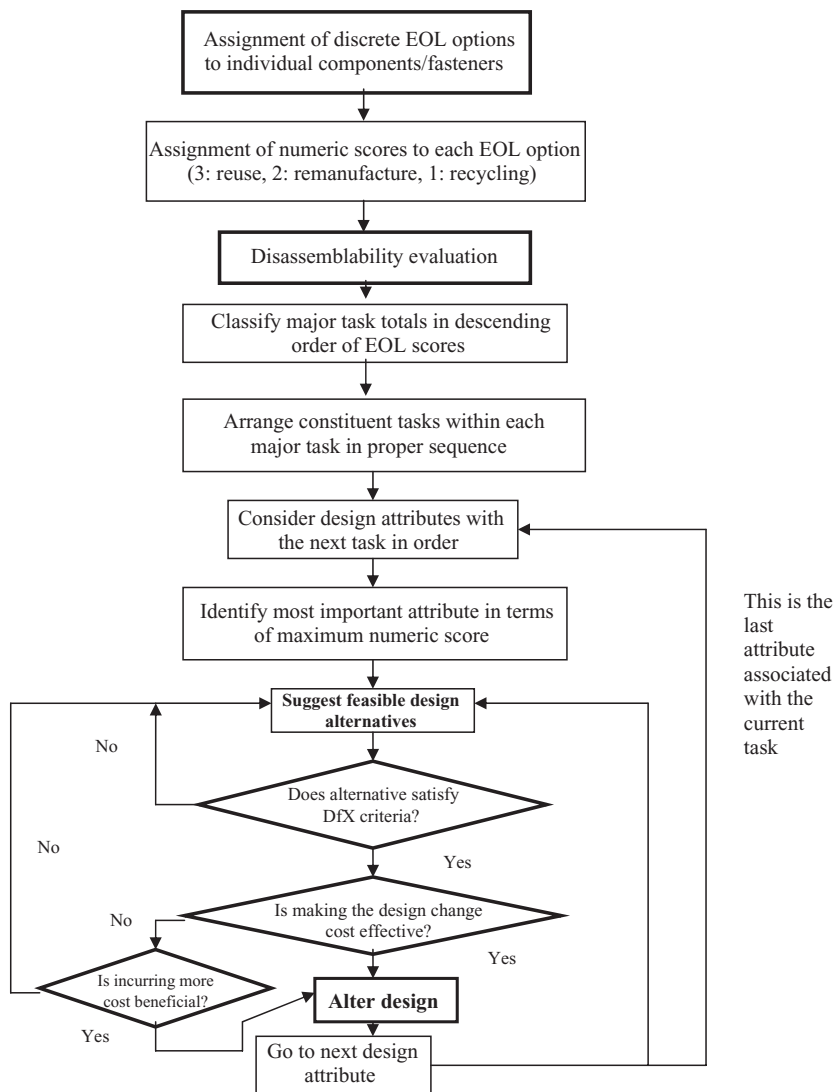 Assignment of discrete EOL options
to individual components/fasteners
Assignment of numeric scores to each EOL option
(3: reuse, 2: remanufacture, 1: recycling)
Disassemblability evaluation
Classify major task totals in descending
order of EOL scores
Arrange constituent tasks within each
major task in proper sequence
Consider design attributes with
the next task in order
Identify most important attribute in terms
of maximum numeric score
This is the
last
attribute
associated
with the
current
task
Suggest feasible design
alternatives
No
Does alternative satisfy
DfX criteria?
No
Yes
Is making the design change
cost effective?
No
Yes
Is incurring more
cost beneficial?
Alter design
Yes
Go to next design
attribute